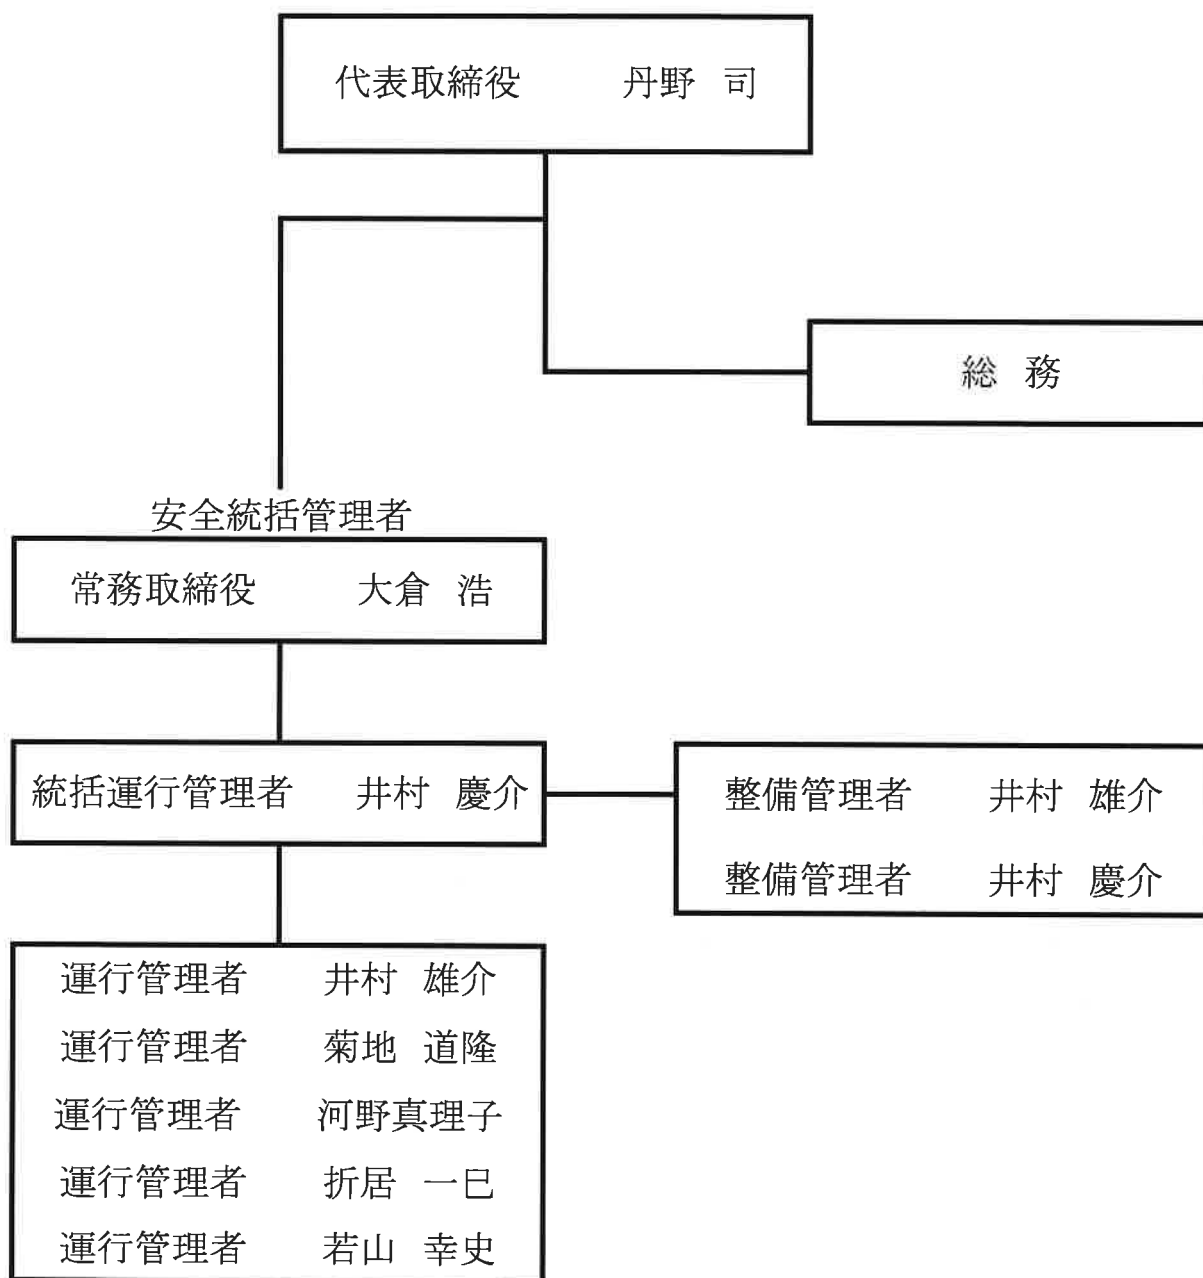 代表取締役 丹野 司
総 務
安全統括管理者
常務取締役 大倉 浩
統括運行管理者 井村 慶介
整備管理者 井村 雄介
整備管理者 井村 慶介
運行管理者 井村 雄介
運行管理者 菊地 道隆
運行管理者 河野真理子
運行管理者 折居 一巳
運行管理者 若山 幸史